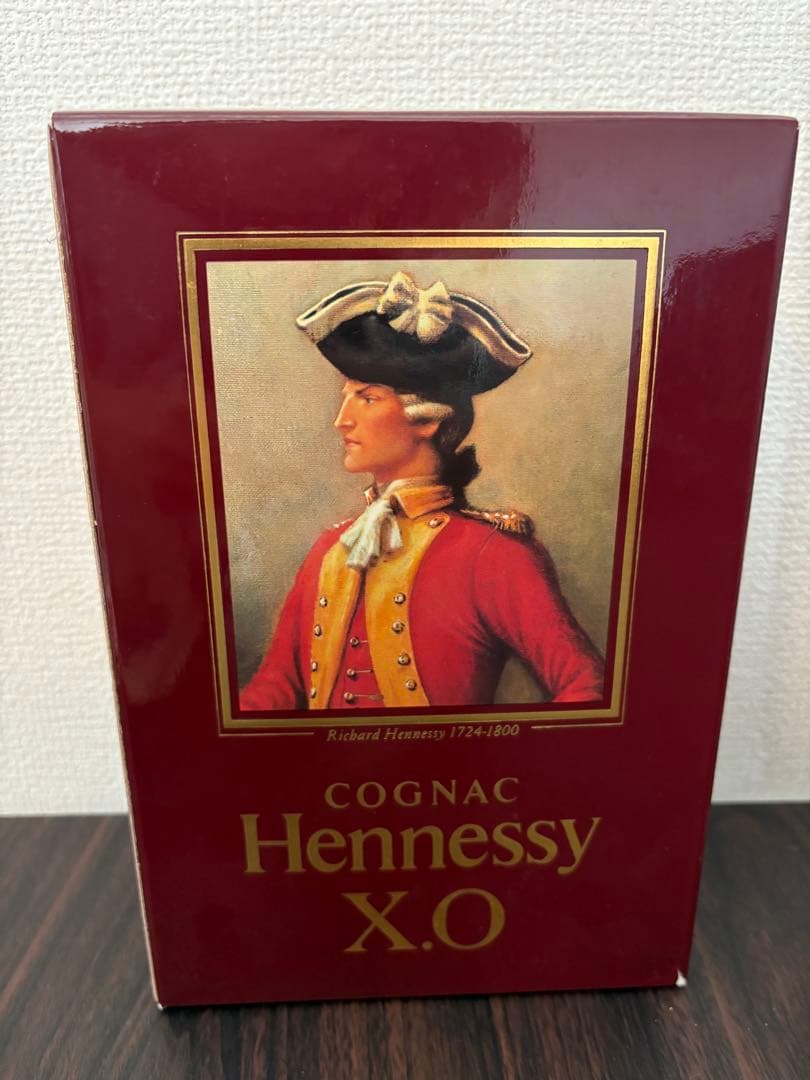 Richard Hennessy 1724-1800
COGNAC
Hennessy
X.O